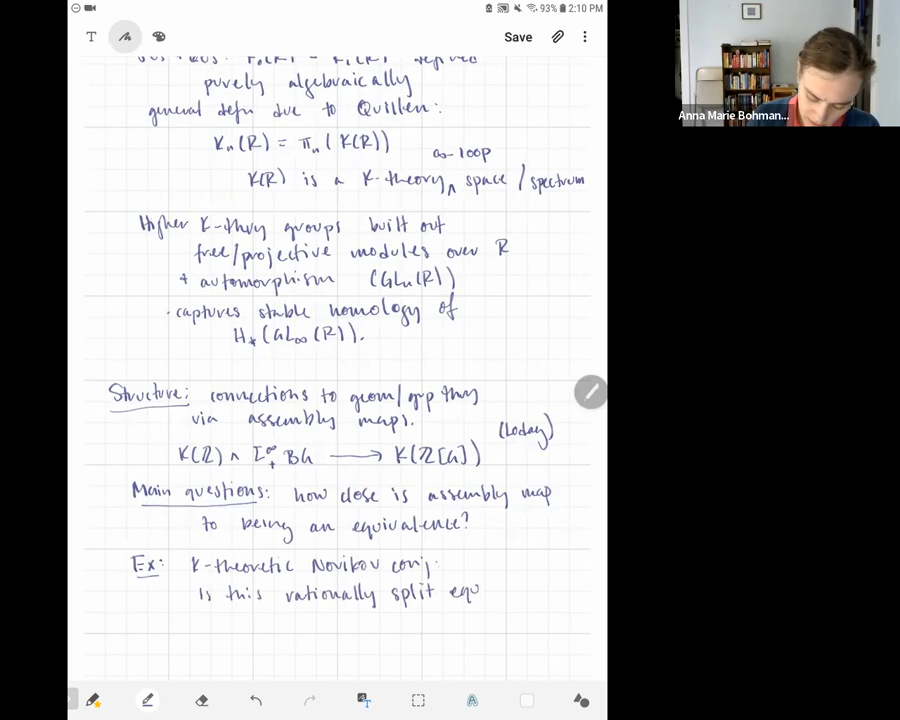 93% 2:10 PM
T
Save
purely algebraically
general defn due to Quillen:
Kₙ(R) = πₙ(K(R))
∞-loop
K(R) is a K-theory ∧ space / spectrum
Higher K-thry groups built out
free/projective modules over R
+ automorphism (GLn(R))
· captures stable homology of
H∗(GL∞(R)).
Structure: connections to geom/grp thy
via assembly maps.
(Loday)
K(ℤ) ∧ Σ^∞_+ BG ⟶ K(ℤ[G])
Main questions: how close is assembly map
to being an equivalence?
Ex: K-theoretic Novikov conj:
Is this rationally split equ
Anna Marie Bohman...